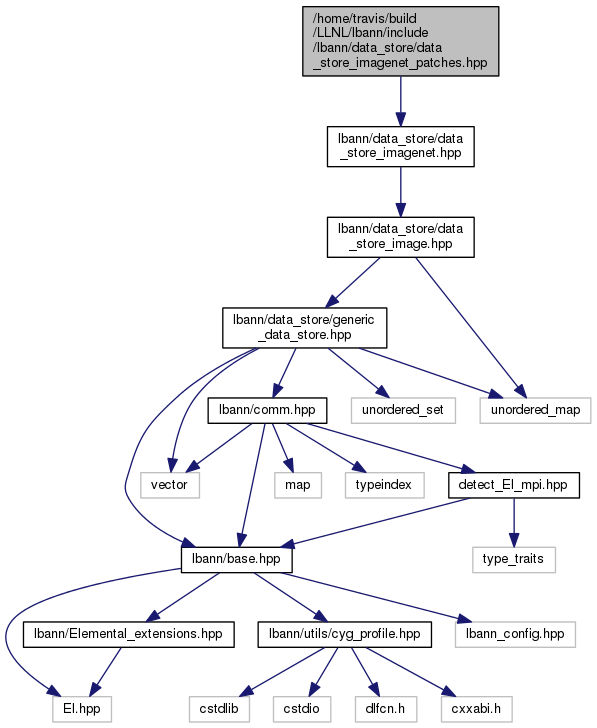 /home/travis/build
/LLNL/lbann/include
/lbann/data_store/data
_store_imagenet_patches.hpp
lbann/data_store/data
_store_imagenet.hpp
lbann/data_store/data
_store_image.hpp
lbann/data_store/generic
_data_store.hpp
lbann/comm.hpp
unordered_set
unordered_map
vector
map
typeindex
detect_El_mpi.hpp
lbann/base.hpp
type_traits
lbann/Elemental_extensions.hpp
lbann/utils/cyg_profile.hpp
lbann_config.hpp
El.hpp
cstdlib
cstdio
dlfcn.h
cxxabi.h